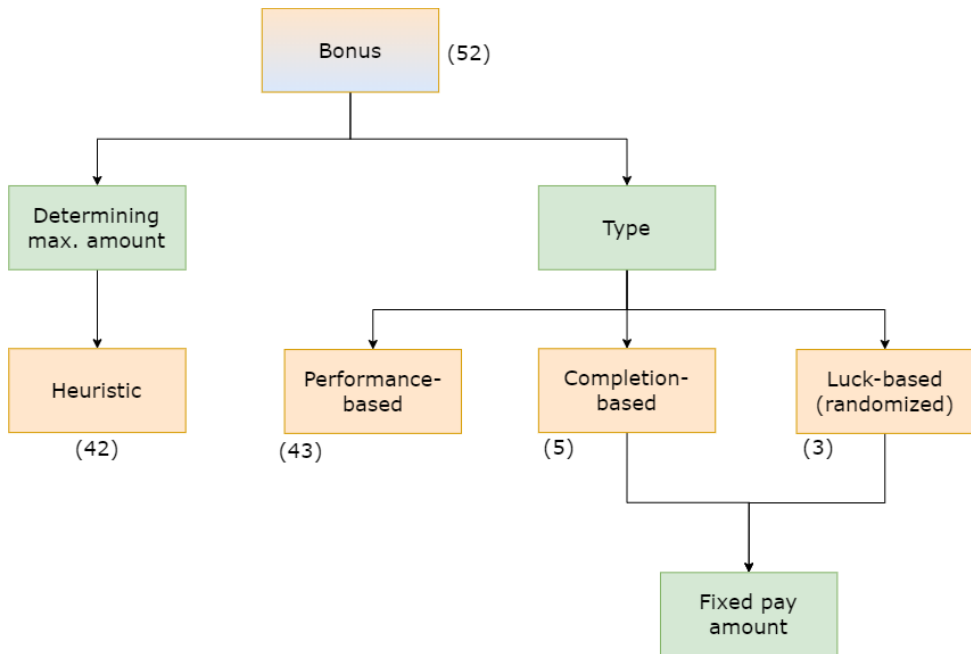 Bonus
(52)
Determining
max. amount
Type
Heuristic
Performance-
based
Completion-
based
Luck-based
(randomized)
(42)
(43)
(5)
(3)
Fixed pay
amount